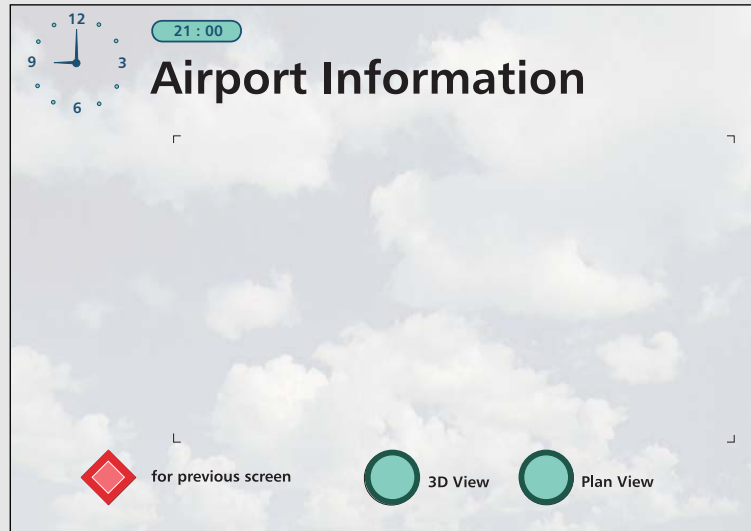 12
9
3
6
21 : 00
Airport Information
for previous screen
3D View
Plan View